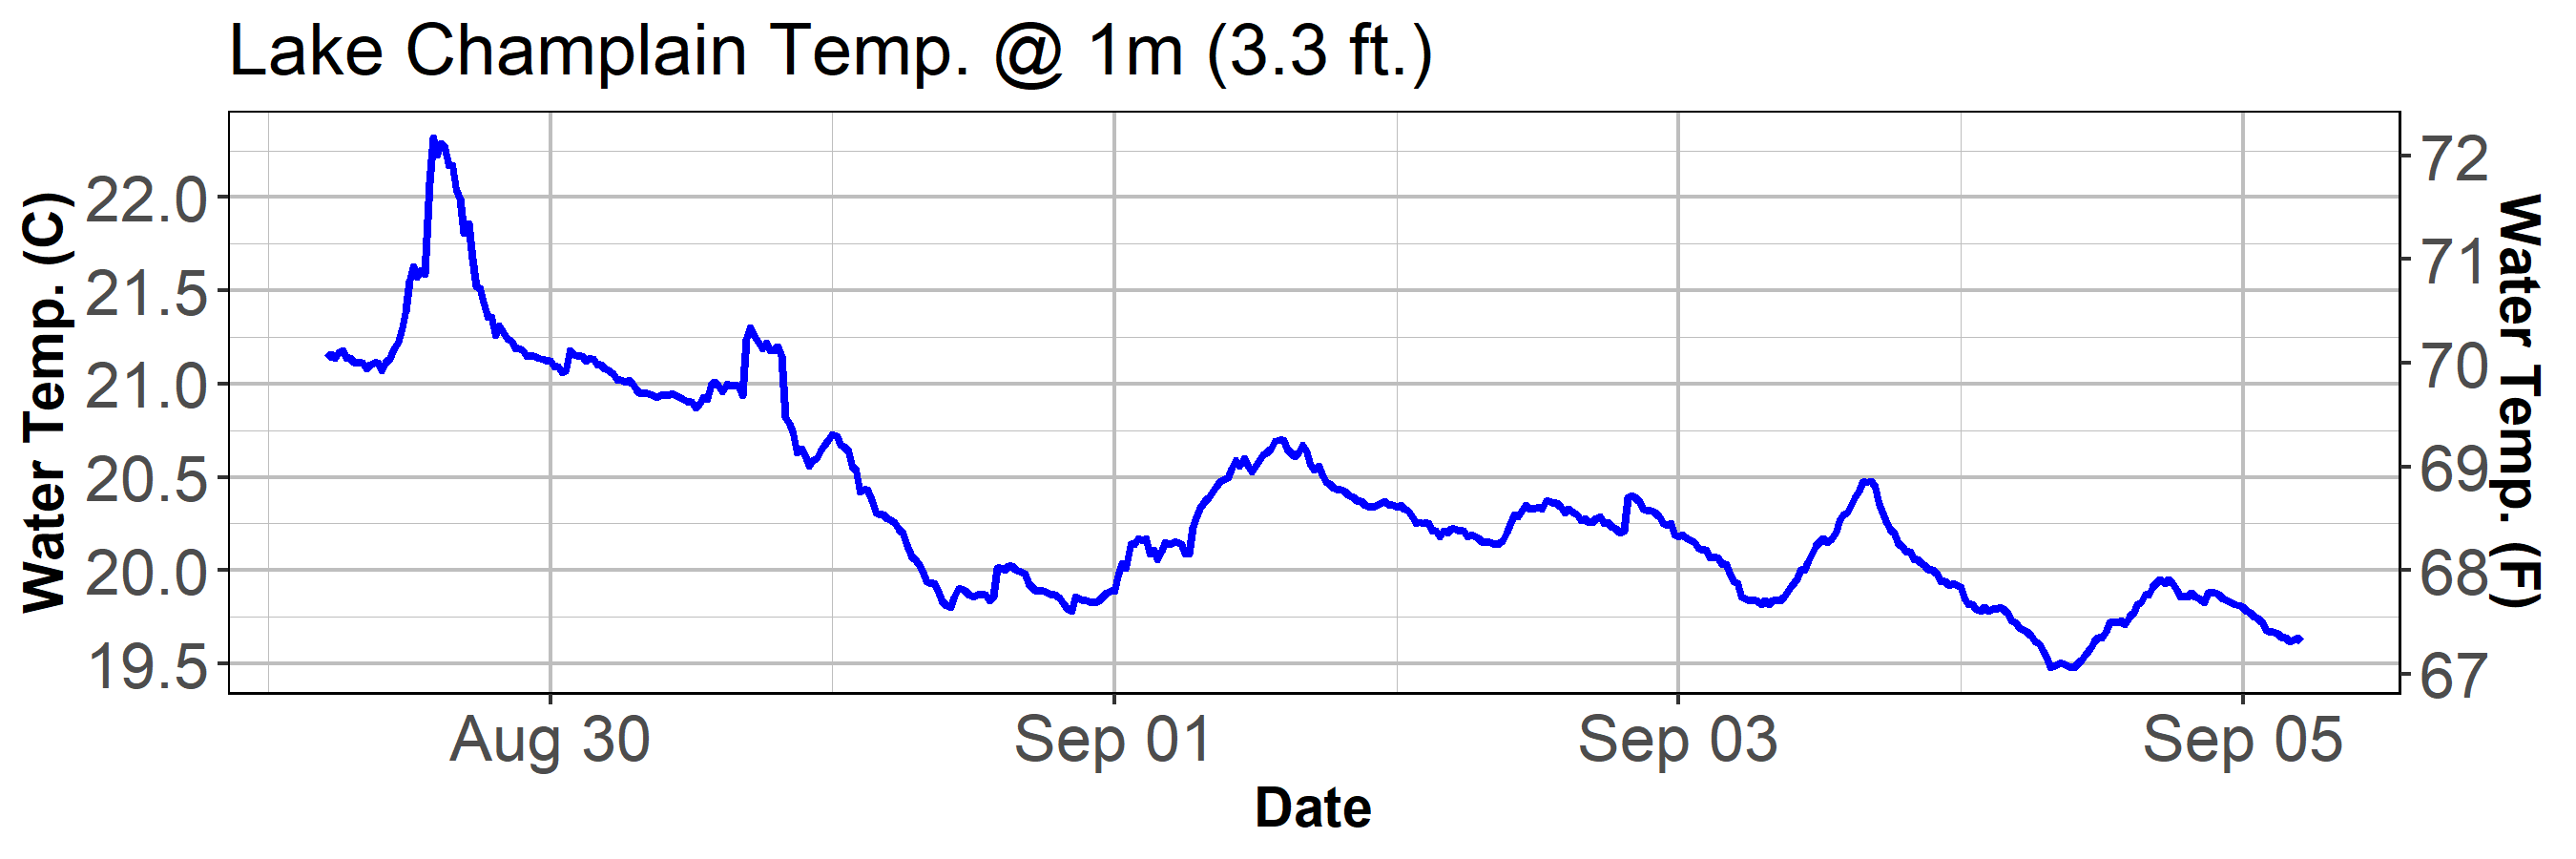 Lake Champlain Temp. @ 1m (3.3 ft.)
Water Temp. (C)
22.0
21.5
21.0
20.5
20.0
19.5
72
71
70
69
68
67
Water Temp. (F)
Aug 30 Sep 01 Sep 03 Sep 05
Date